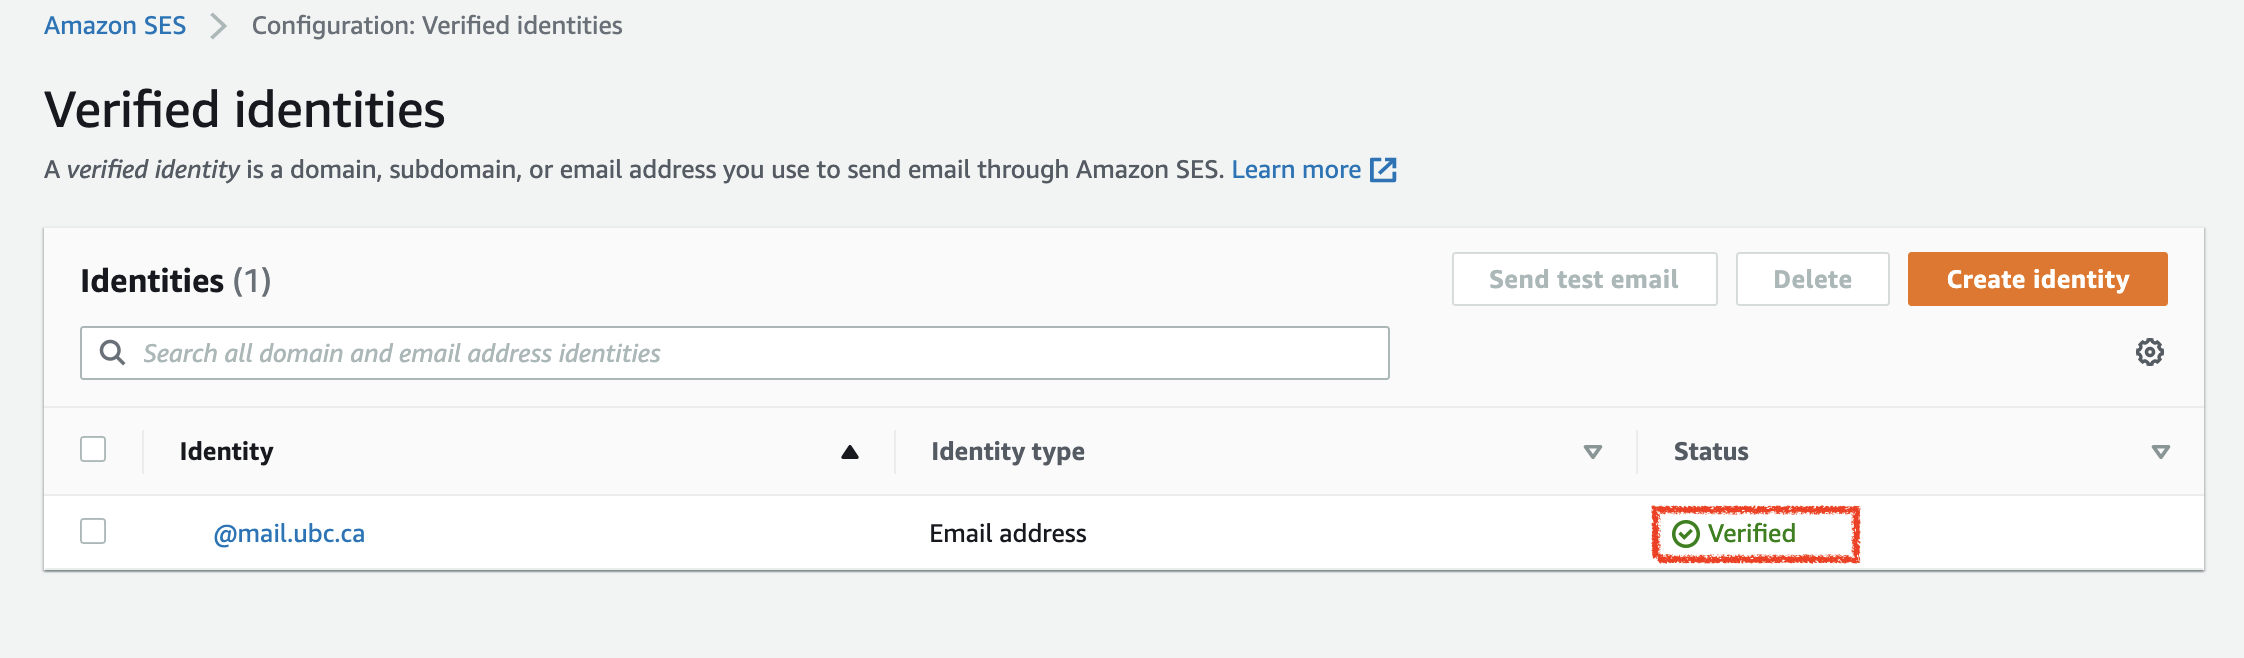 Amazon SES > Configuration: Verified identities
Verified identities
A verified identity is a domain, subdomain, or email address you use to send email through Amazon SES. Learn more
Identities (1)
Send test email
Delete
Create identity
Search all domain and email address identities
Identity Identity type Status
@mail.ubc.ca Email address Verified